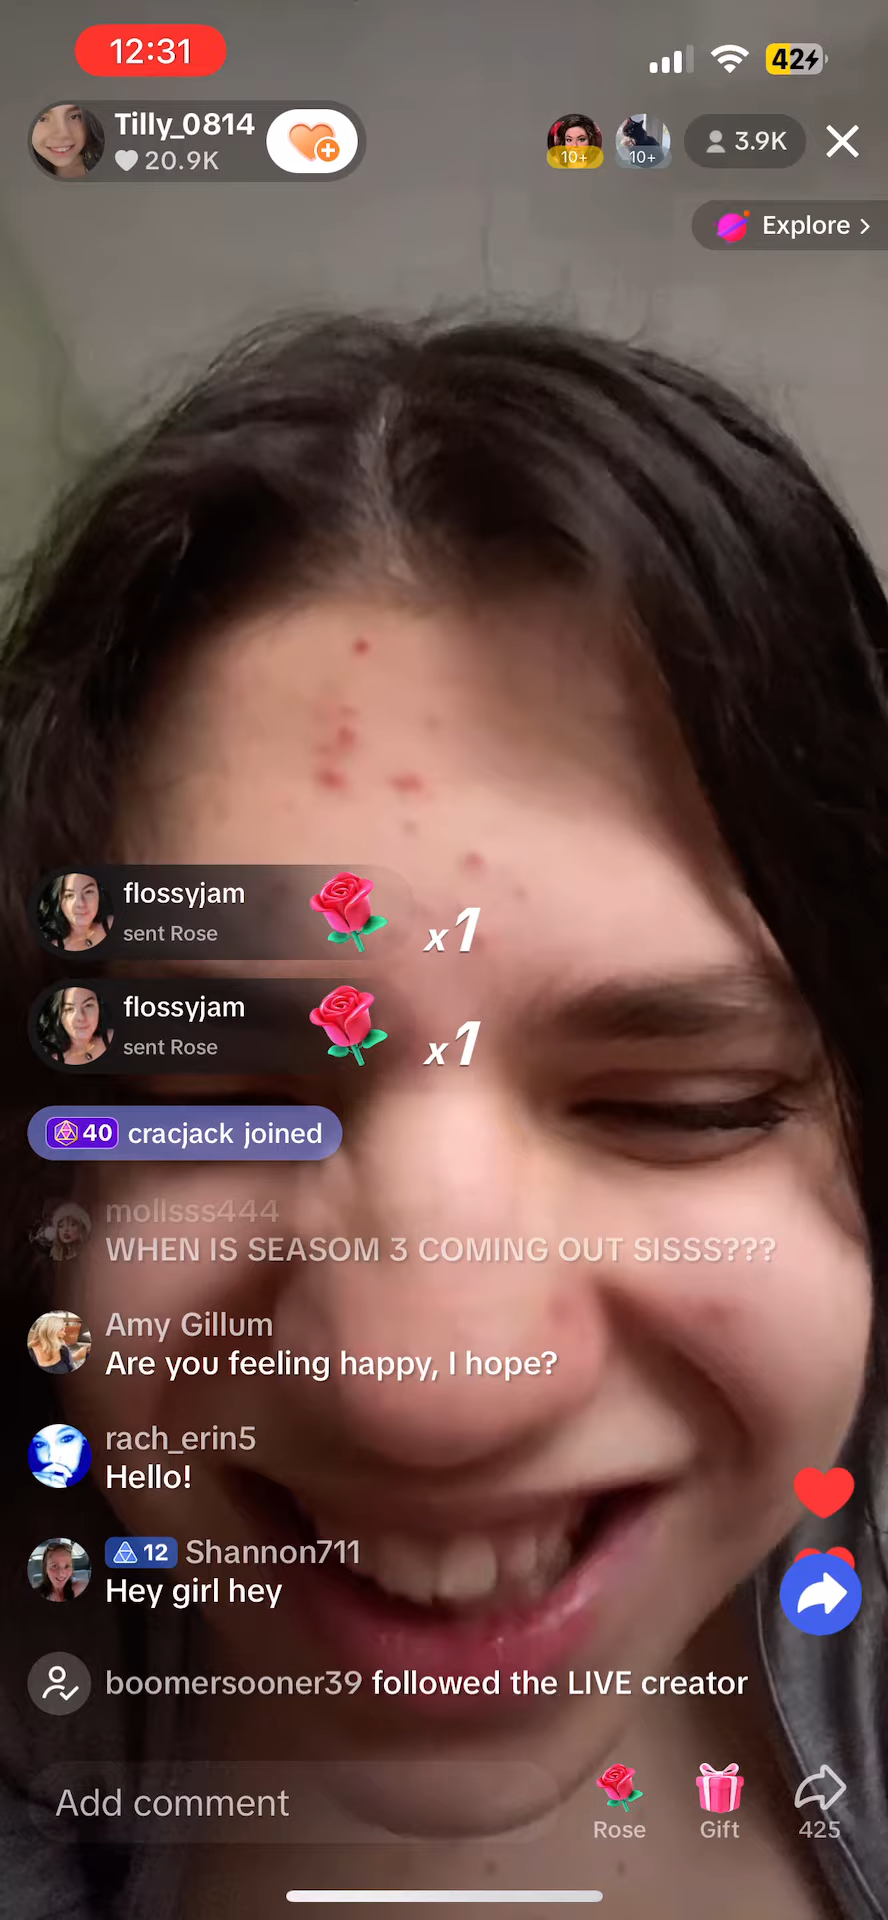 12:31
42
Tilly_0814
20.9K
10+
10+
3.9K
Explore >
flossyjam
sent Rose
x1
flossyjam
sent Rose
x1
40 cracjack joined
mollsss444
WHEN IS SEASOM 3 COMING OUT SISSS???
Amy Gillum
Are you feeling happy, I hope?
rach_erin5
Hello!
12 Shannon711
Hey girl hey
boomersooner39 followed the LIVE creator
Add comment
Rose
Gift
425